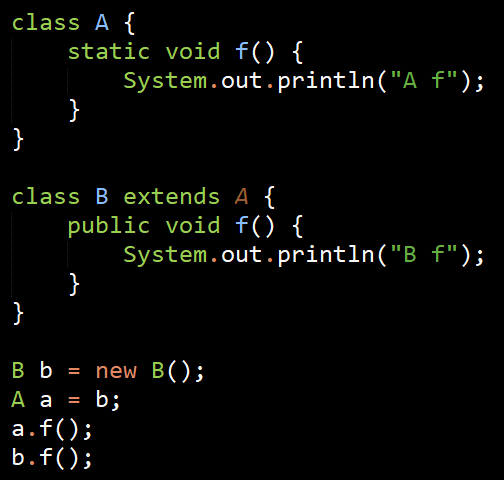 class A {
    static void f() {
        System.out.println("A f");
    }
}

class B extends A {
    public void f() {
        System.out.println("B f");
    }
}

B b = new B();
A a = b;
a.f();
b.f();